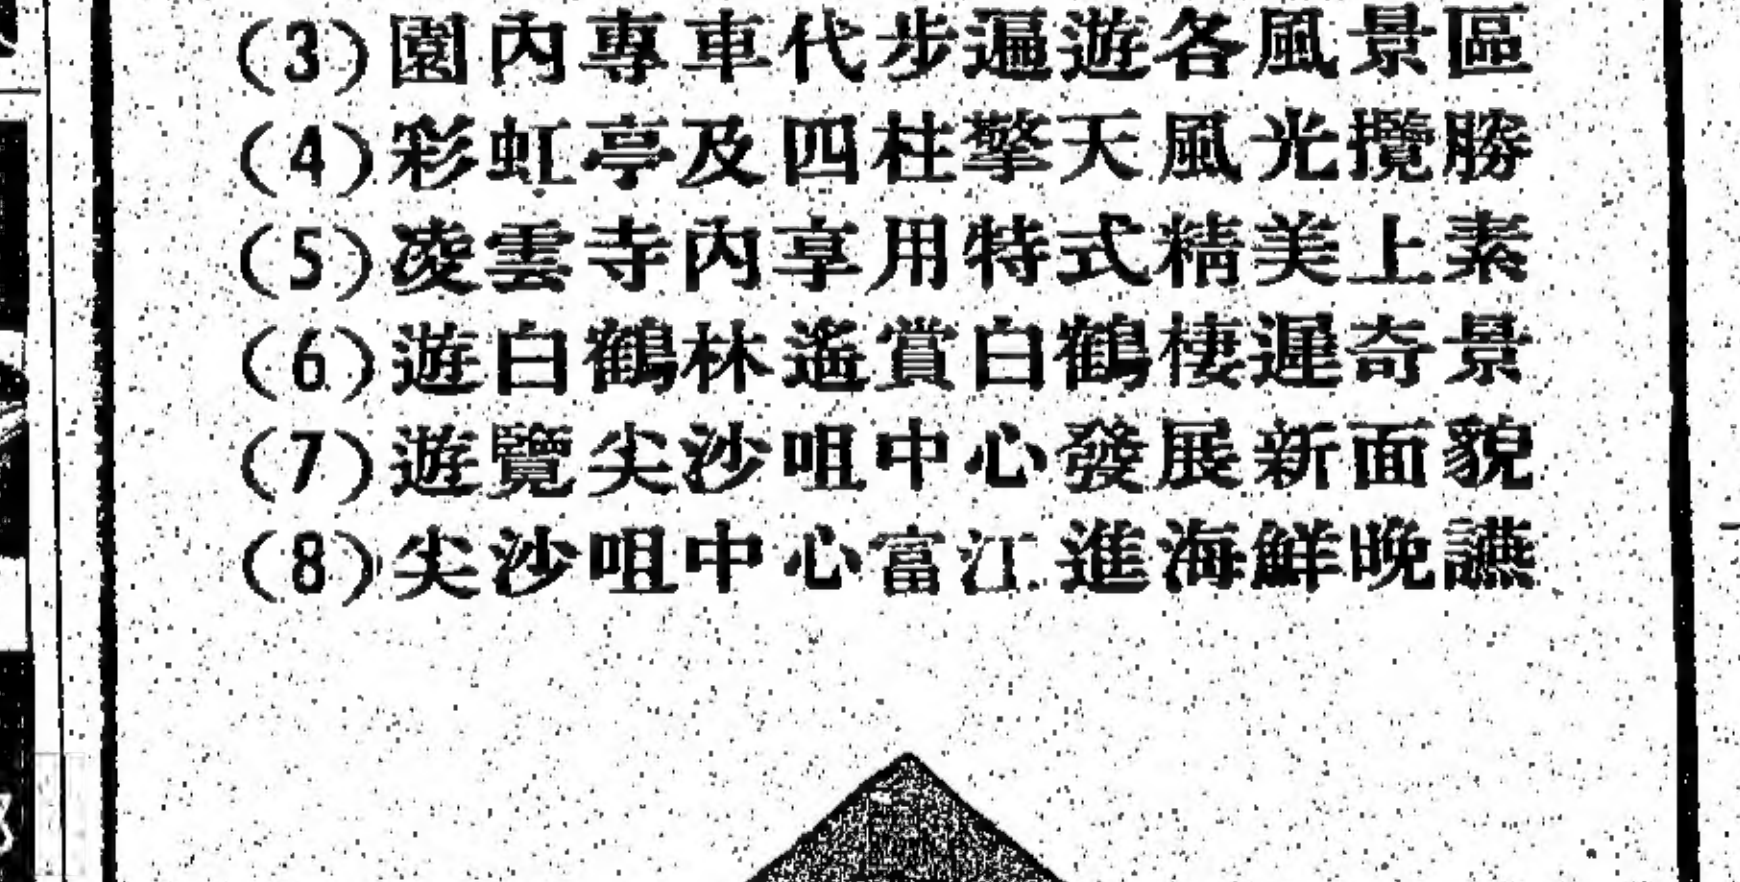 (3)園內專車代步遍遊各風景區
(4)彩虹亭及四柱擎天風光攬勝
(5)凌雲寺內享用特式精美上素
(6)遊白鶴林遙賞白鶴棲遲奇景
(7)遊覽尖沙咀中心發展新面貌
(8)尖沙咀中心富江進海鮮晚讌